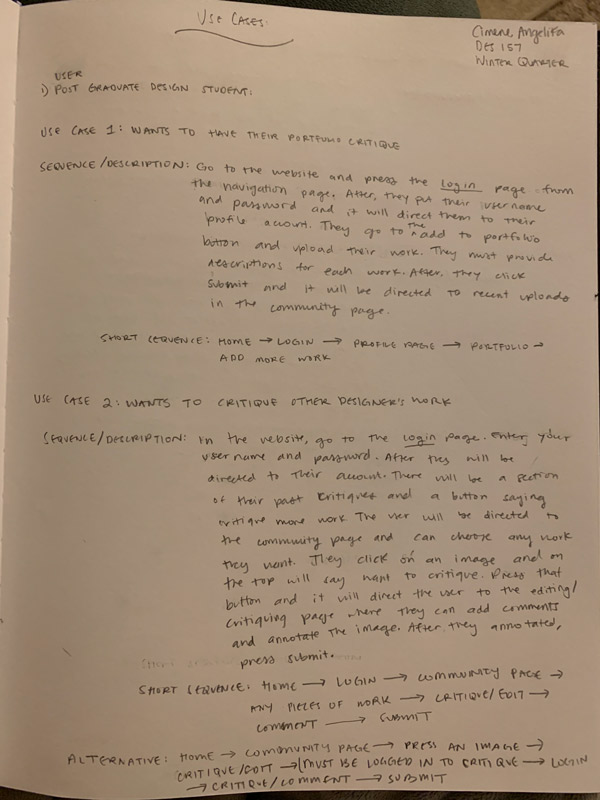 USE CASES:
Cimene, Angelifa
DES 157
WINTER QUARTER
USER
1) POST GRADUATE DESIGN STUDENT:
USE CASE 1: WANTS TO HAVE THEIR PORTFOLIO CRITIQUE
SEQUENCE/DESCRIPTION: Go to the website and press the login page from
the navigation page. After, they put their username
and password and it will direct them to their
profile account. They go to the add to portfolio
button and upload their work. They must provide
descriptions for each work. After, they click
submit and it will be directed to recent uploads
in the community page.
SHORT SEQUENCE: HOME → LOGIN → PROFILE PAGE → PORTFOLIO →
ADD MORE WORK
USE CASE 2: WANTS TO CRITIQUE OTHER DESIGNER'S WORK
SEQUENCE/DESCRIPTION: In the website, go to the login page. Enter your
username and password. After they will be
directed to their account. There will be a section
of their past critiques and a button saying
critique more work The user will be directed to
the community page and can choose any work
they want. They click on an image and on
the top will say want to critique. Press that
button and it will direct the user to the editing/
critiquing page where they can add comments
and annotate the image. After they annotated,
press submit.
SHORT SEQUENCE: HOME → LOGIN → COMMUNITY PAGE →
ANY PIECES OF WORK → CRITIQUE/EDIT →
COMMENT → SUBMIT
ALTERNATIVE: HOME → COMMUNITY PAGE → PRESS AN IMAGE →
CRITIQUE/EDIT → (MUST BE LOGGED IN TO CRITIQUE → LOGIN
→ CRITIQUE/COMMENT → SUBMIT